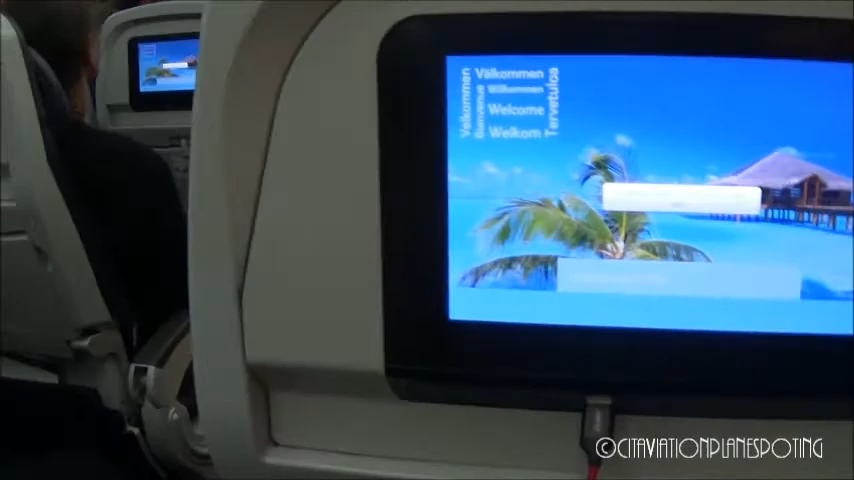 Välkommen
Velkommen
Bienvenue
Willkommen
Welcome
Welkom
Tervetuloa
©CITAVIATIONPLANESPOTING